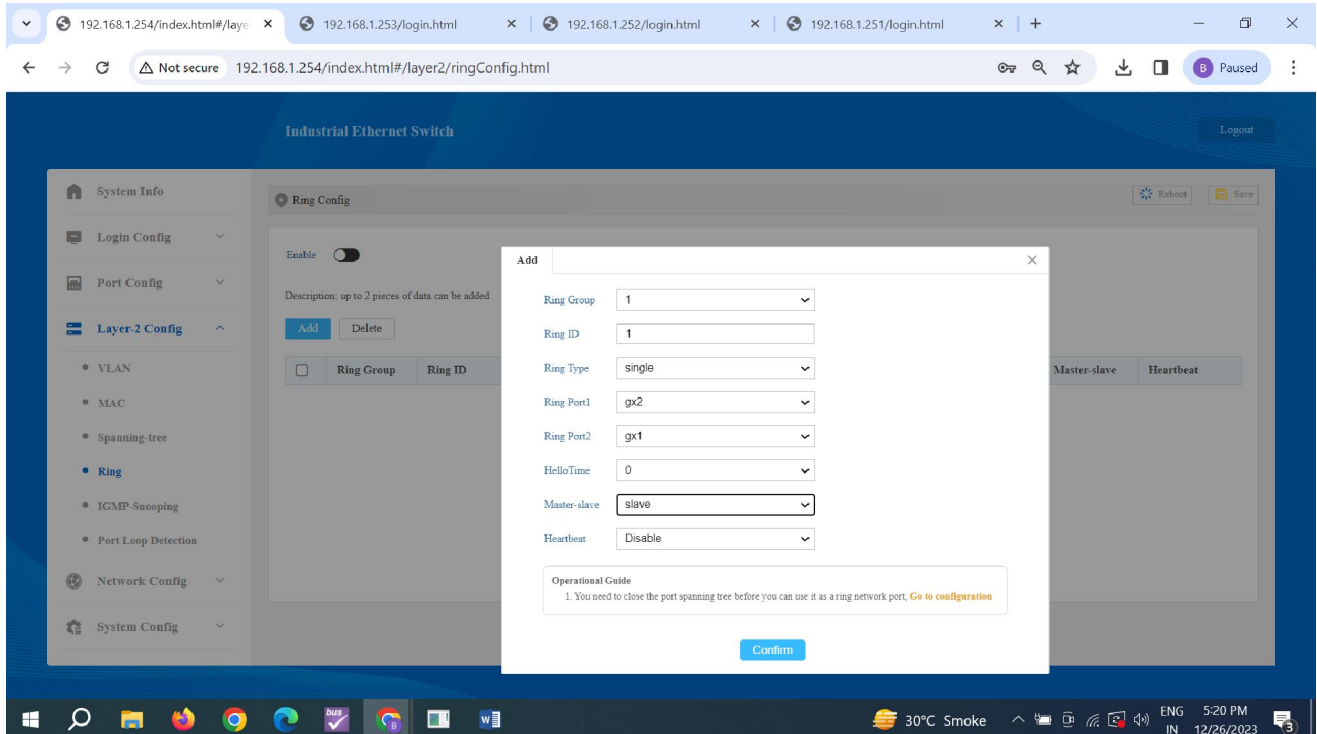 192.168.1.254/index.html#/laye
192.168.1.253/login.html
192.168.1.252/login.html
192.168.1.251/login.html
Not secure
192.168.1.254/index.html#/layer2/ringConfig.html
B
Paused
Industrial Ethernet Switch
Logout
System Info
Login Config
Port Config
Layer-2 Config
VLAN
MAC
Spanning-tree
Ring
IGMP-Snooping
Port Loop Detection
Network Config
System Config
Ring Config
Reboot
Save
Enable
Description: up to 2 pieces of data can be added
Add
Delete
Ring Group
Ring ID
Master-slave
Heartbeat
Add
Ring Group 1
Ring ID 1
Ring Type single
Ring Port1 gx2
Ring Port2 gx1
HelloTime 0
Master-slave slave
Heartbeat Disable
Operational Guide
1. You need to close the port spanning tree before you can use it as a ring network port, Go to configuration
Confirm
bus
B
30°C Smoke
ENG
IN
5:20 PM
12/26/2023
3